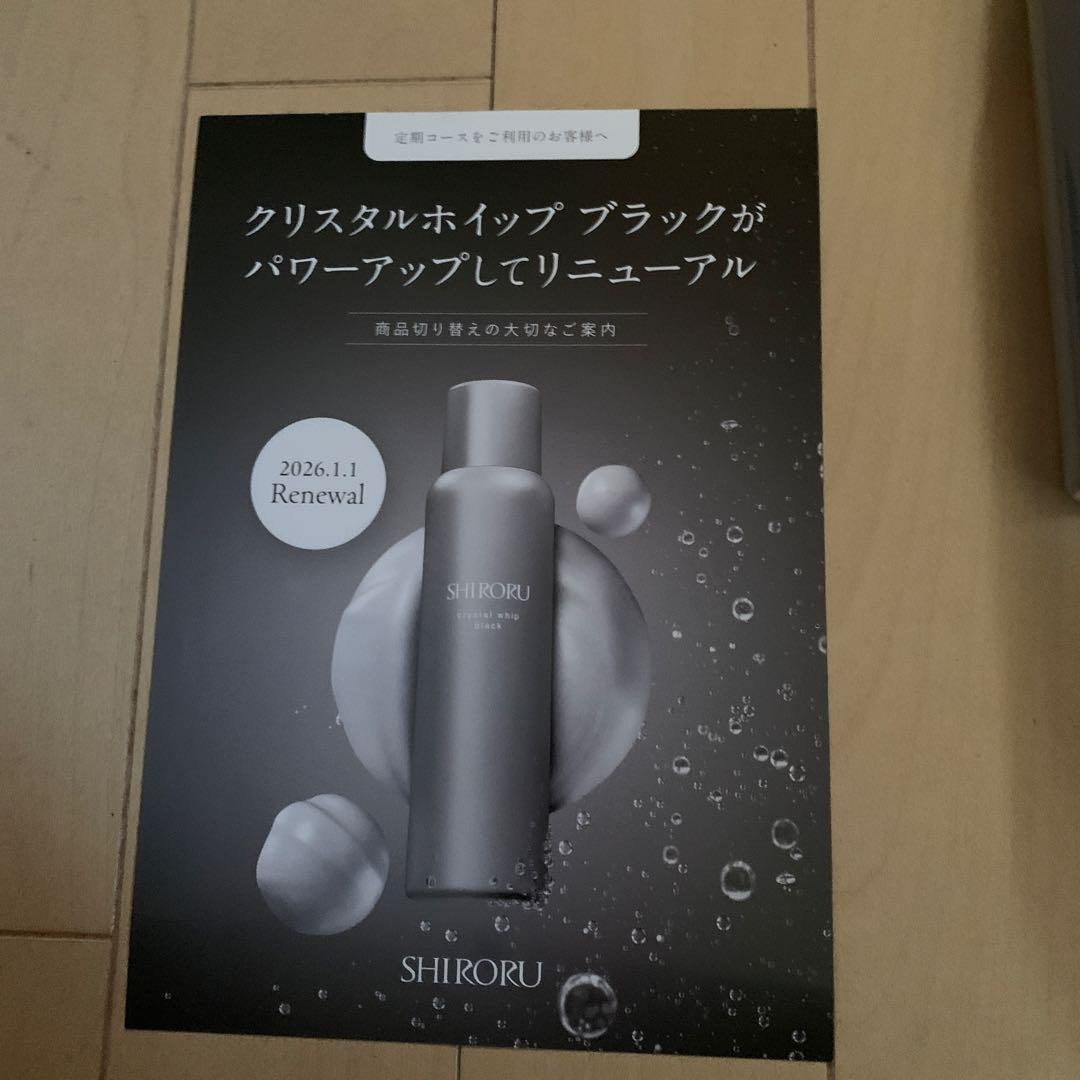 定期コースをご利用のお客様へ
クリスタルホイップ ブラックが
パワーアップしてリニューアル
商品切り替えの大切なご案内
2026.1.1
Renewal
SHIRORU
crystal whip
black
SHIRORU